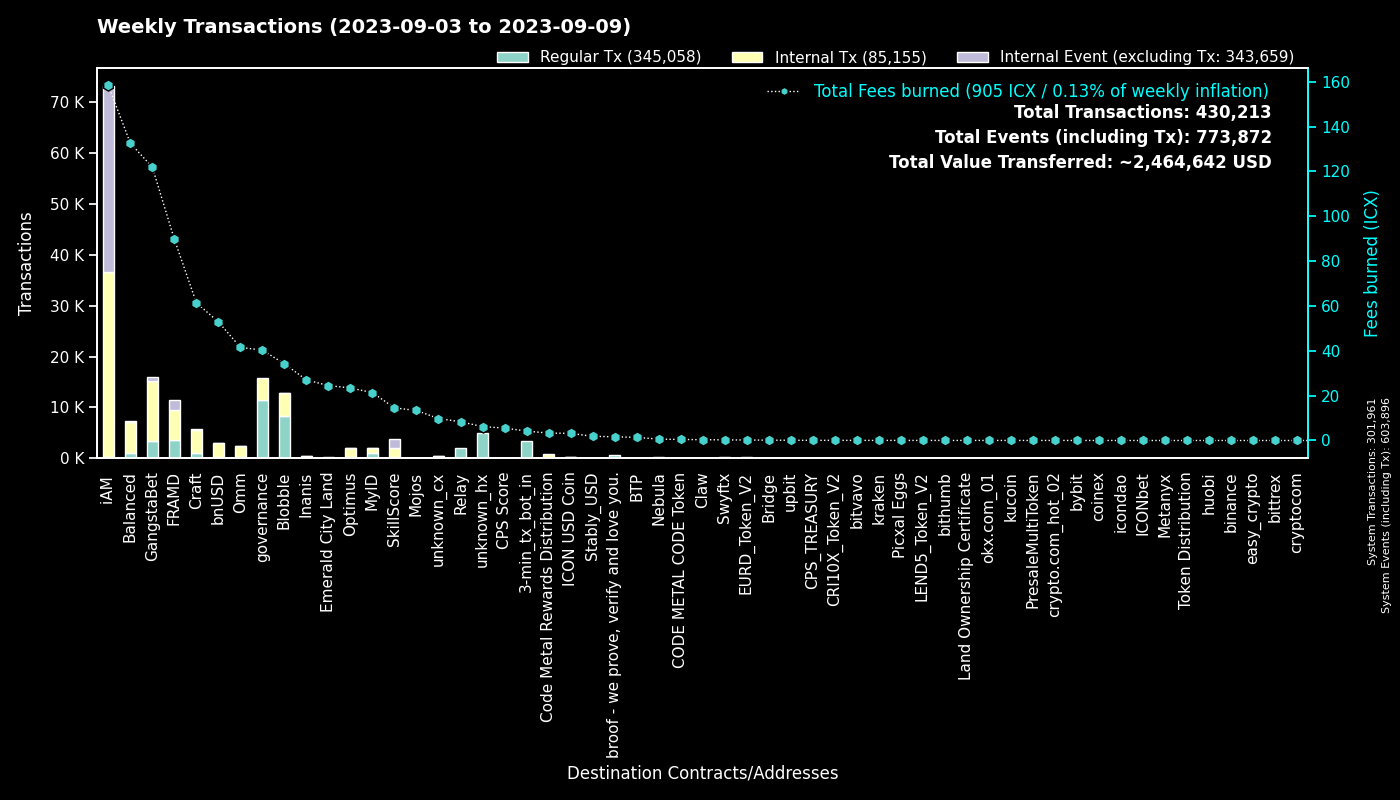 Weekly Transactions (2023-09-03 to 2023-09-09)
Regular Tx (345,058)
Internal Tx (85,155)
Internal Event (excluding Tx: 343,659)
Total Fees burned (905 ICX / 0.13% of weekly inflation)
Total Transactions: 430,213
Total Events (including Tx): 773,872
Total Value Transferred: ~2,464,642 USD
Transactions
70 K
60 K
50 K
40 K
30 K
20 K
10 K
0 K
160
140
120
100
80
60
40
20
0
Fees burned (ICX)
System Transactions: 301,961
System Events (including Tx): 603,896
iAM
Balanced
GangstaBet
FRAMD
Craft
bnUSD
Omm
governance
Blobble
Inanis
Emerald City Land
Optimus
MyID
SkillScore
Mojos
unknown_cx
Relay
unknown_hx
CPS Score
3-min_tx_bot_in
Code Metal Rewards Distribution
ICON USD Coin
Stably_USD
broof - we prove, verify and love you.
BTP
Nebula
CODE METAL CODE Token
Claw
Swyftx
EURD_Token_V2
Bridge
upbit
CPS_TREASURY
CRI10X_Token_V2
bitvavo
kraken
Picxal Eggs
LEND5_Token_V2
bithumb
Land Ownership Certificate
okx.com_01
kucoin
PresaleMultiToken
crypto.com_hot_02
bybit
coinex
icondao
ICONbet
Metanyx
Token Distribution
huobi
binance
easy_crypto
bittrex
cryptocom
Destination Contracts/Addresses